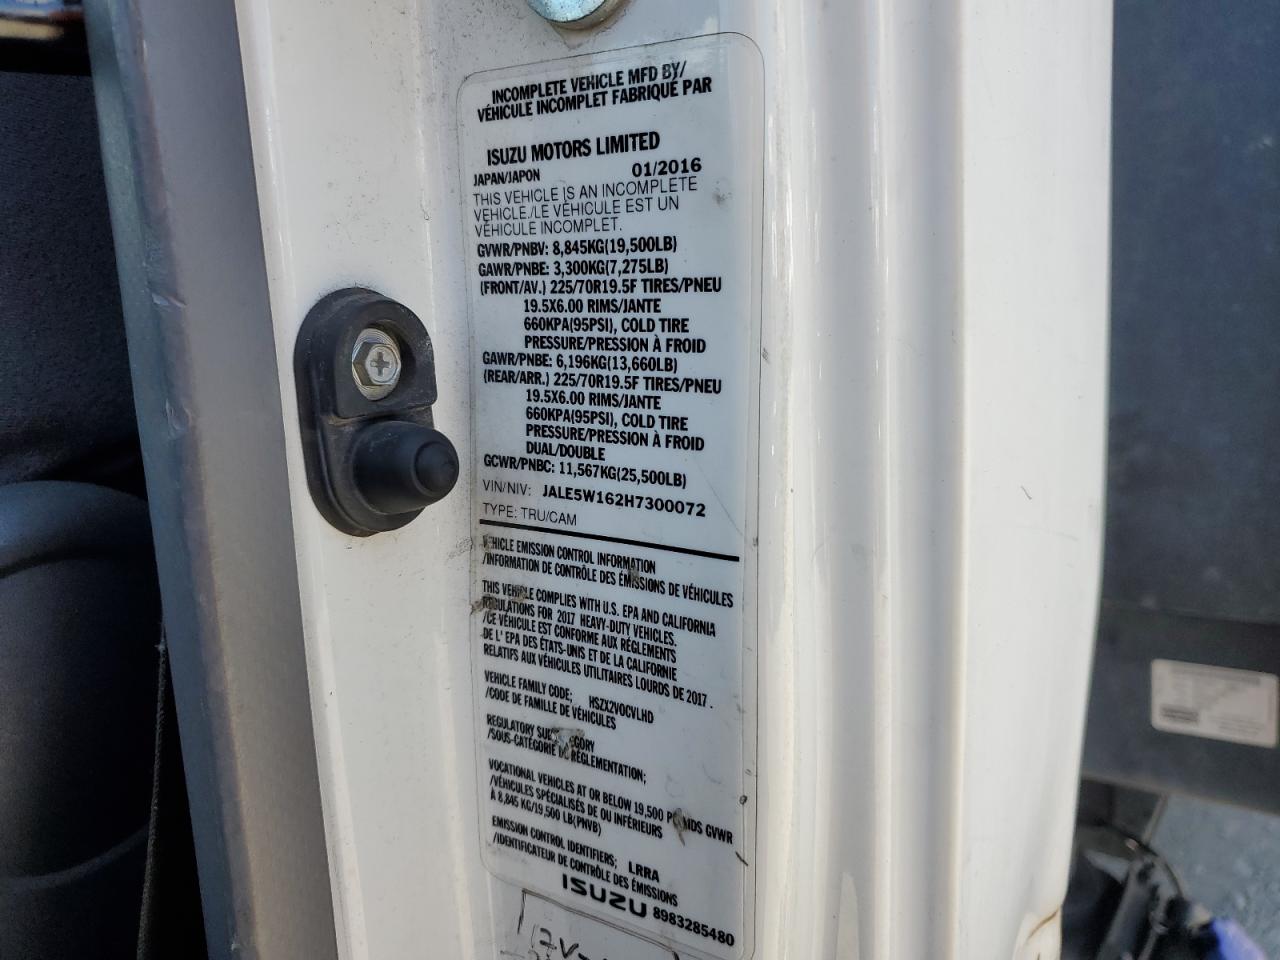 INCOMPLETE VEHICLE MFD BY/
VÉHICULE INCOMPLET FABRIQUÉ PAR
ISUZU MOTORS LIMITED
JAPAN/JAPON 01/2016
THIS VEHICLE IS AN INCOMPLETE
VEHICLE./LE VÉHICULE EST UN
VÉHICULE INCOMPLET.
GVWR/PNBV: 8,845KG(19,500LB)
GAWR/PNBE: 3,300KG(7,275LB)
(FRONT/AV.) 225/70R19.5F TIRES/PNEU
19.5X6.00 RIMS/JANTE
660KPA(95PSI), COLD TIRE
PRESSURE/PRESSION À FROID
GAWR/PNBE: 6,196KG(13,660LB)
(REAR/ARR.) 225/70R19.5F TIRES/PNEU
19.5X6.00 RIMS/JANTE
660KPA(95PSI), COLD TIRE
PRESSURE/PRESSION À FROID
DUAL/DOUBLE
GCWR/PNBC: 11,567KG(25,500LB)
VIN/NIV: JALE5W162H7300072
TYPE: TRU/CAM
VEHICLE EMISSION CONTROL INFORMATION
/INFORMATION DE CONTRÔLE DES ÉMISSIONS DE VÉHICULES
THIS VEHICLE COMPLIES WITH U.S. EPA AND CALIFORNIA
REGULATIONS FOR 2017 HEAVY-DUTY VEHICLES.
/CE VÉHICULE EST CONFORME AUX RÈGLEMENTS
DE L' EPA DES ÉTATS-UNIS ET DE LA CALIFORNIE
RELATIFS AUX VÉHICULES UTILITAIRES LOURDS DE 2017.
VEHICLE FAMILY CODE; HSZX2VOCVLHD
/CODE DE FAMILLE DE VÉHICULES
REGULATORY SUBCATEGORY
/SOUS-CATÉGORIE DE RÉGLEMENTATION;
VOCATIONAL VEHICLES AT OR BELOW 19,500 POUNDS GVWR
/VÉHICULES SPÉCIALISÉS DE OU INFÉRIEURS
À 8,845 KG/19,500 LB(PNVB)
EMISSION CONTROL IDENTIFIERS; LRRA
/IDENTIFICATEUR DE CONTRÔLE DES ÉMISSIONS
ISUZU 8983285480